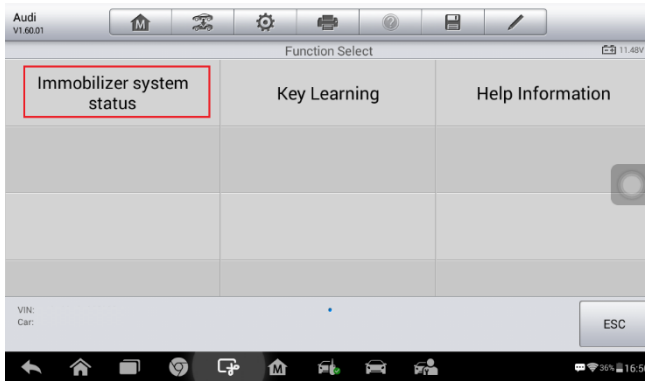 Audi
V1.60.01
Function Select
11.48V
Immobilizer system
status
Key Learning
Help Information
VIN:
Car:
ESC
36%